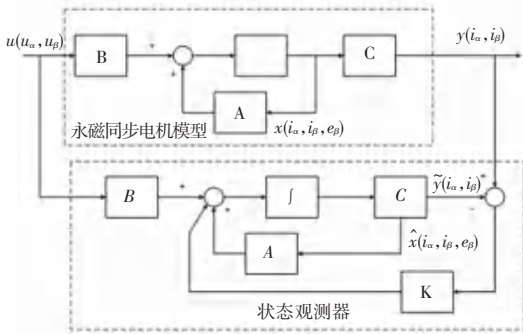 u(uα,uβ)
y(iα,iβ)
B
+
+
C
A
x(iα,iβ,eβ)
永磁同步电机模型
B
+
+
∫
C
ỹ(iα,iβ)
+
-
x̂(iα,iβ,eβ)
A
K
状态观测器